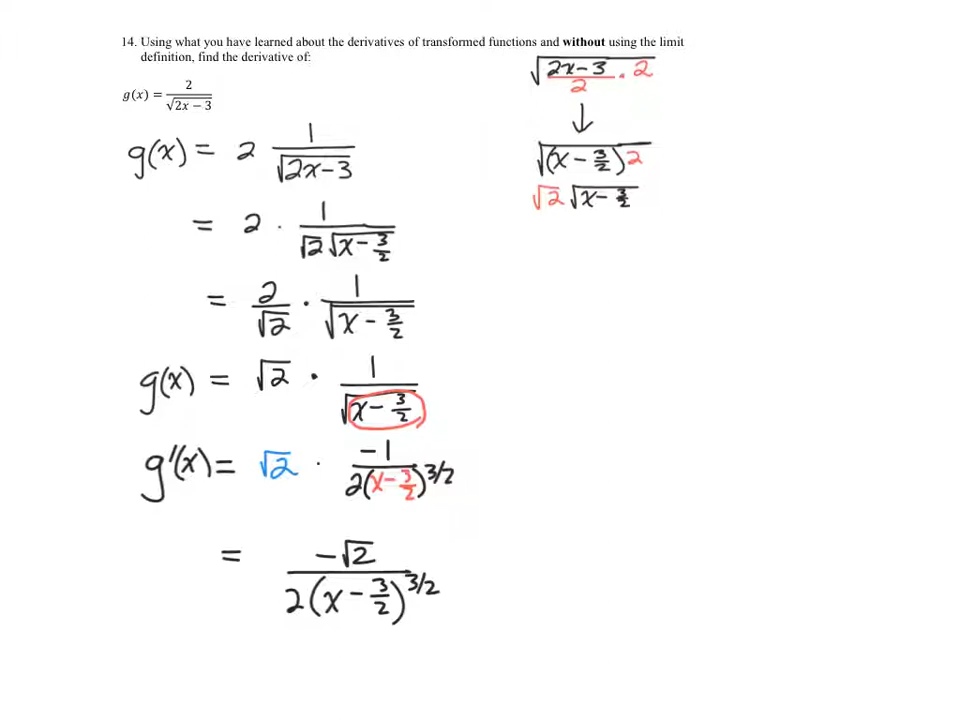 14. Using what you have learned about the derivatives of transformed functions and without using the limit
definition, find the derivative of:
g(x) = 2/√(2x − 3)
g(x) = 2 1/√(2x-3)
= 2 · 1/(√2 √(x - 3/2))
= 2/√2 · 1/√(x - 3/2)
g(x) = √2 · 1/√(x - 3/2)
g'(x) = √2 · -1/(2(x - 3/2)^(3/2))
= -√2/(2(x - 3/2)^(3/2))
√((2x-3)/2 · 2)
↓
√((x - 3/2)2)
√2 √(x - 3/2)